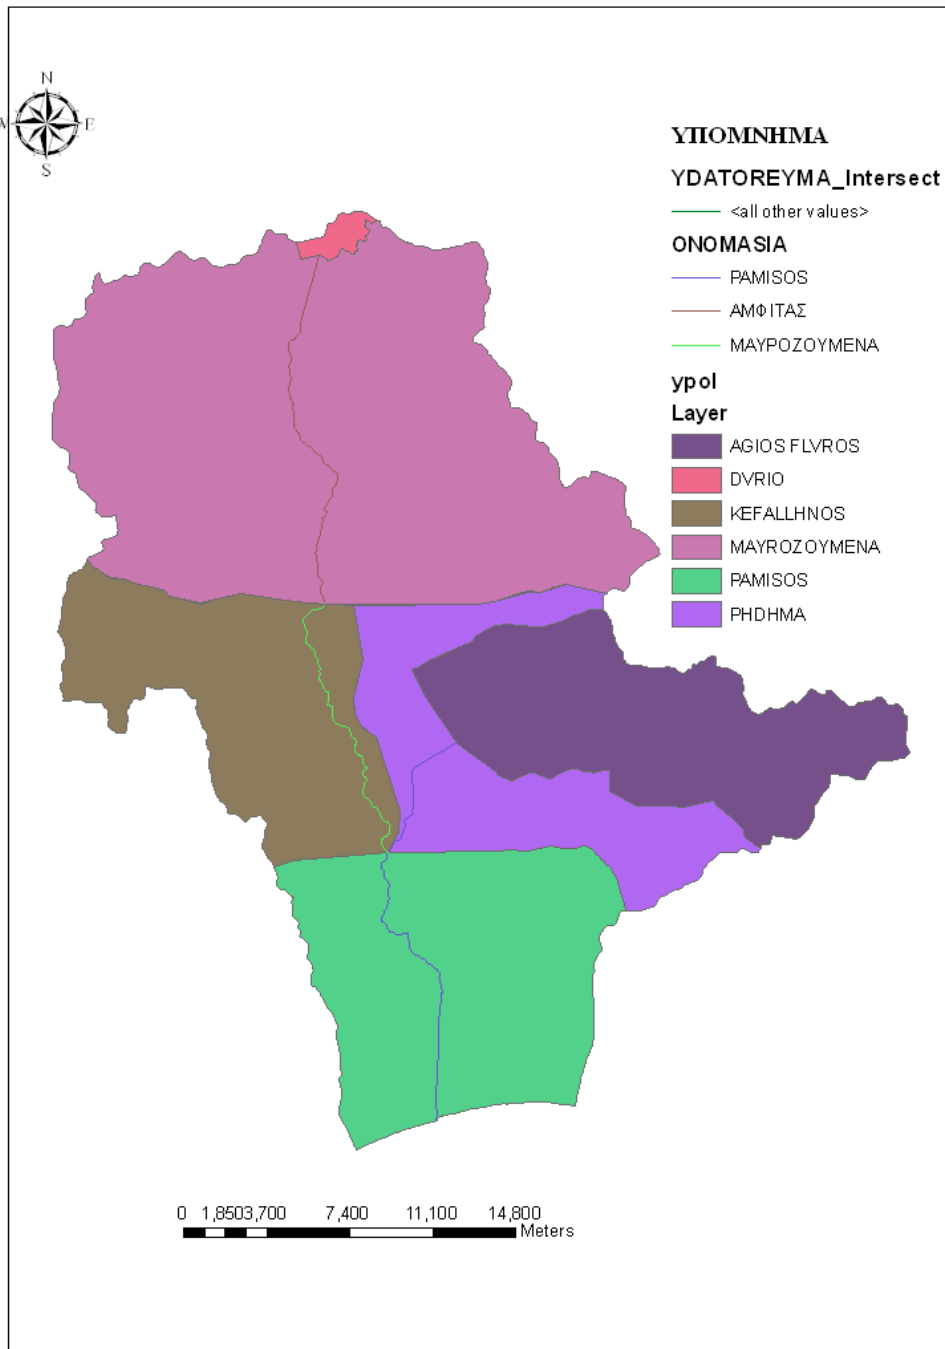 N
E
S
ΥΠΟΜΝΗΜΑ
YDATOREYMA_Intersect
<all other values>
ONOMASIA
PAMISOS
ΑΜΦΙΤΑΣ
ΜΑΥΡΟΖΟΥΜΕΝΑ
ypol
Layer
AGIOS FLVROS
DVRIO
KEFALLHNOS
MAYROZOYMENA
PAMISOS
PHDHMA
0 1,8503,700 7,400 11,100 14,800
Meters